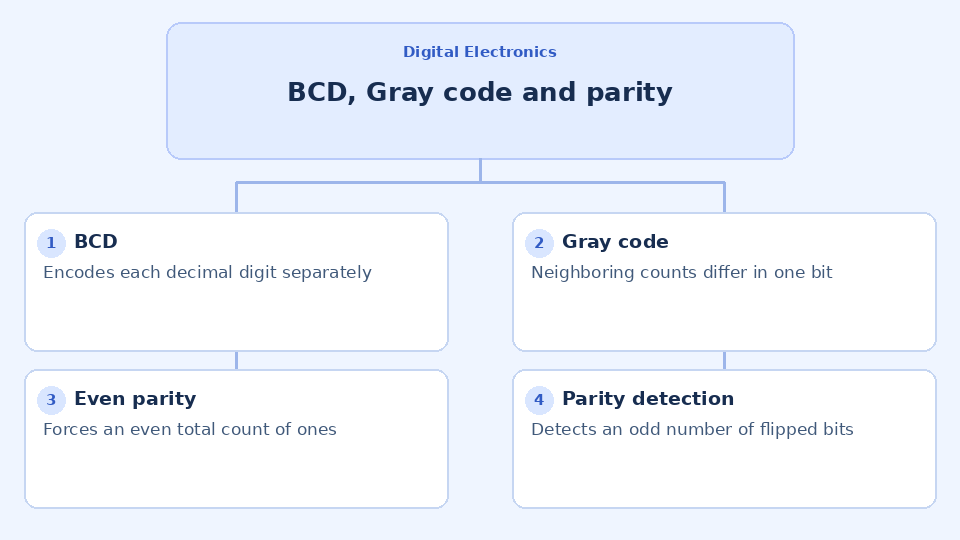 Digital Electronics
BCD, Gray code and parity
1 BCD
Encodes each decimal digit separately
2 Gray code
Neighboring counts differ in one bit
3 Even parity
Forces an even total count of ones
4 Parity detection
Detects an odd number of flipped bits